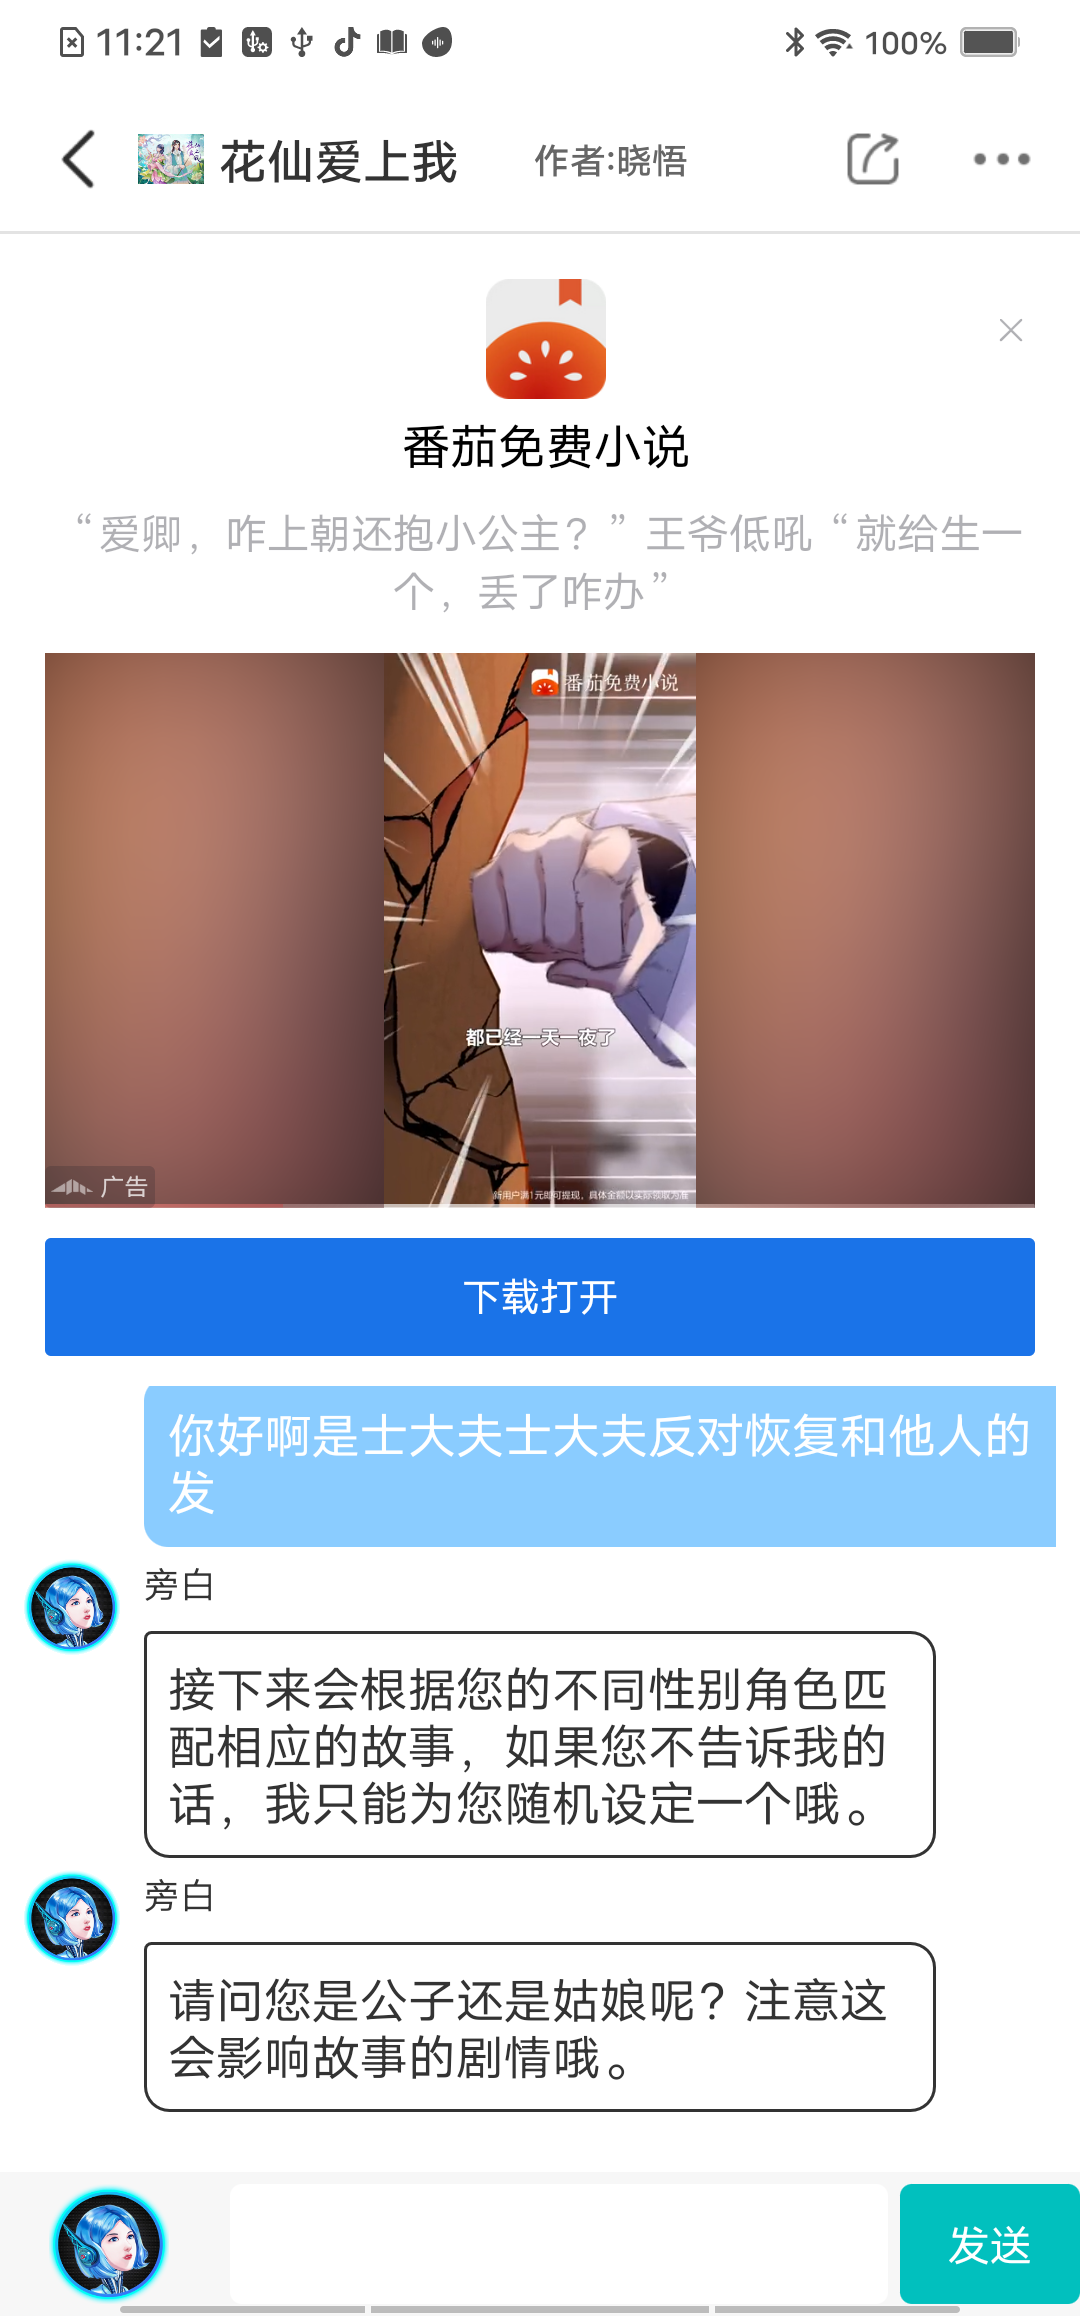 11:21
100%
花仙爱上我
作者:晓悟
番茄免费小说
“爱卿，咋上朝还抱小公主？”王爷低吼“就给生一
个，丢了咋办”
番茄免费小说
都已经一天一夜了
新用户满1元即可提现，具体金额以实际领取为准
广告
下载打开
你好啊是士大夫士大夫反对恢复和他人的
发
旁白
接下来会根据您的不同性别角色匹
配相应的故事，如果您不告诉我的
话，我只能为您随机设定一个哦。
旁白
请问您是公子还是姑娘呢？注意这
会影响故事的剧情哦。
发送